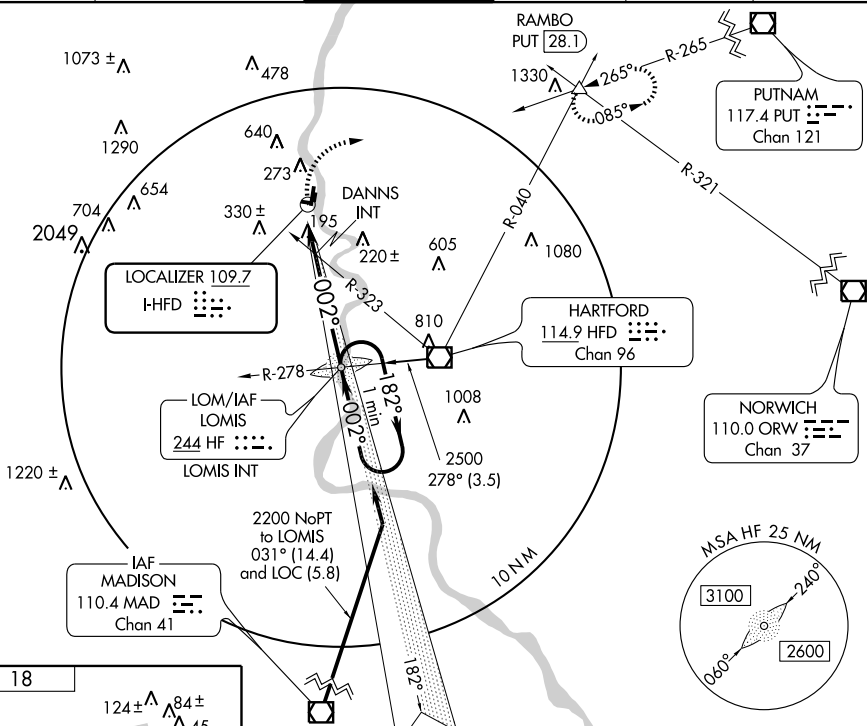 RAMBO
PUT 28.1
R-265
1073 ±
478
1330
265°
085°
PUTNAM
117.4 PUT
Chan 121
1290
640
273
R-321
654
704
2049
330 ±
195
DANNS
INT
220 ±
605
R-040
1080
LOCALIZER 109.7
I-HFD
R-323
002°
810
HARTFORD
114.9 HFD
Chan 96
R-278
182°
1 min
002°
1008
LOM/IAF
LOMIS
244 HF
LOMIS INT
NORWICH
110.0 ORW
Chan 37
2500
278° (3.5)
1220 ±
2200 NoPT
to LOMIS
031° (14.4)
and LOC (5.8)
10 NM
MSA HF 25 NM
3100
240°
060°
2600
IAF
MADISON
110.4 MAD
Chan 41
182°
18
124 ±
84 ±
45